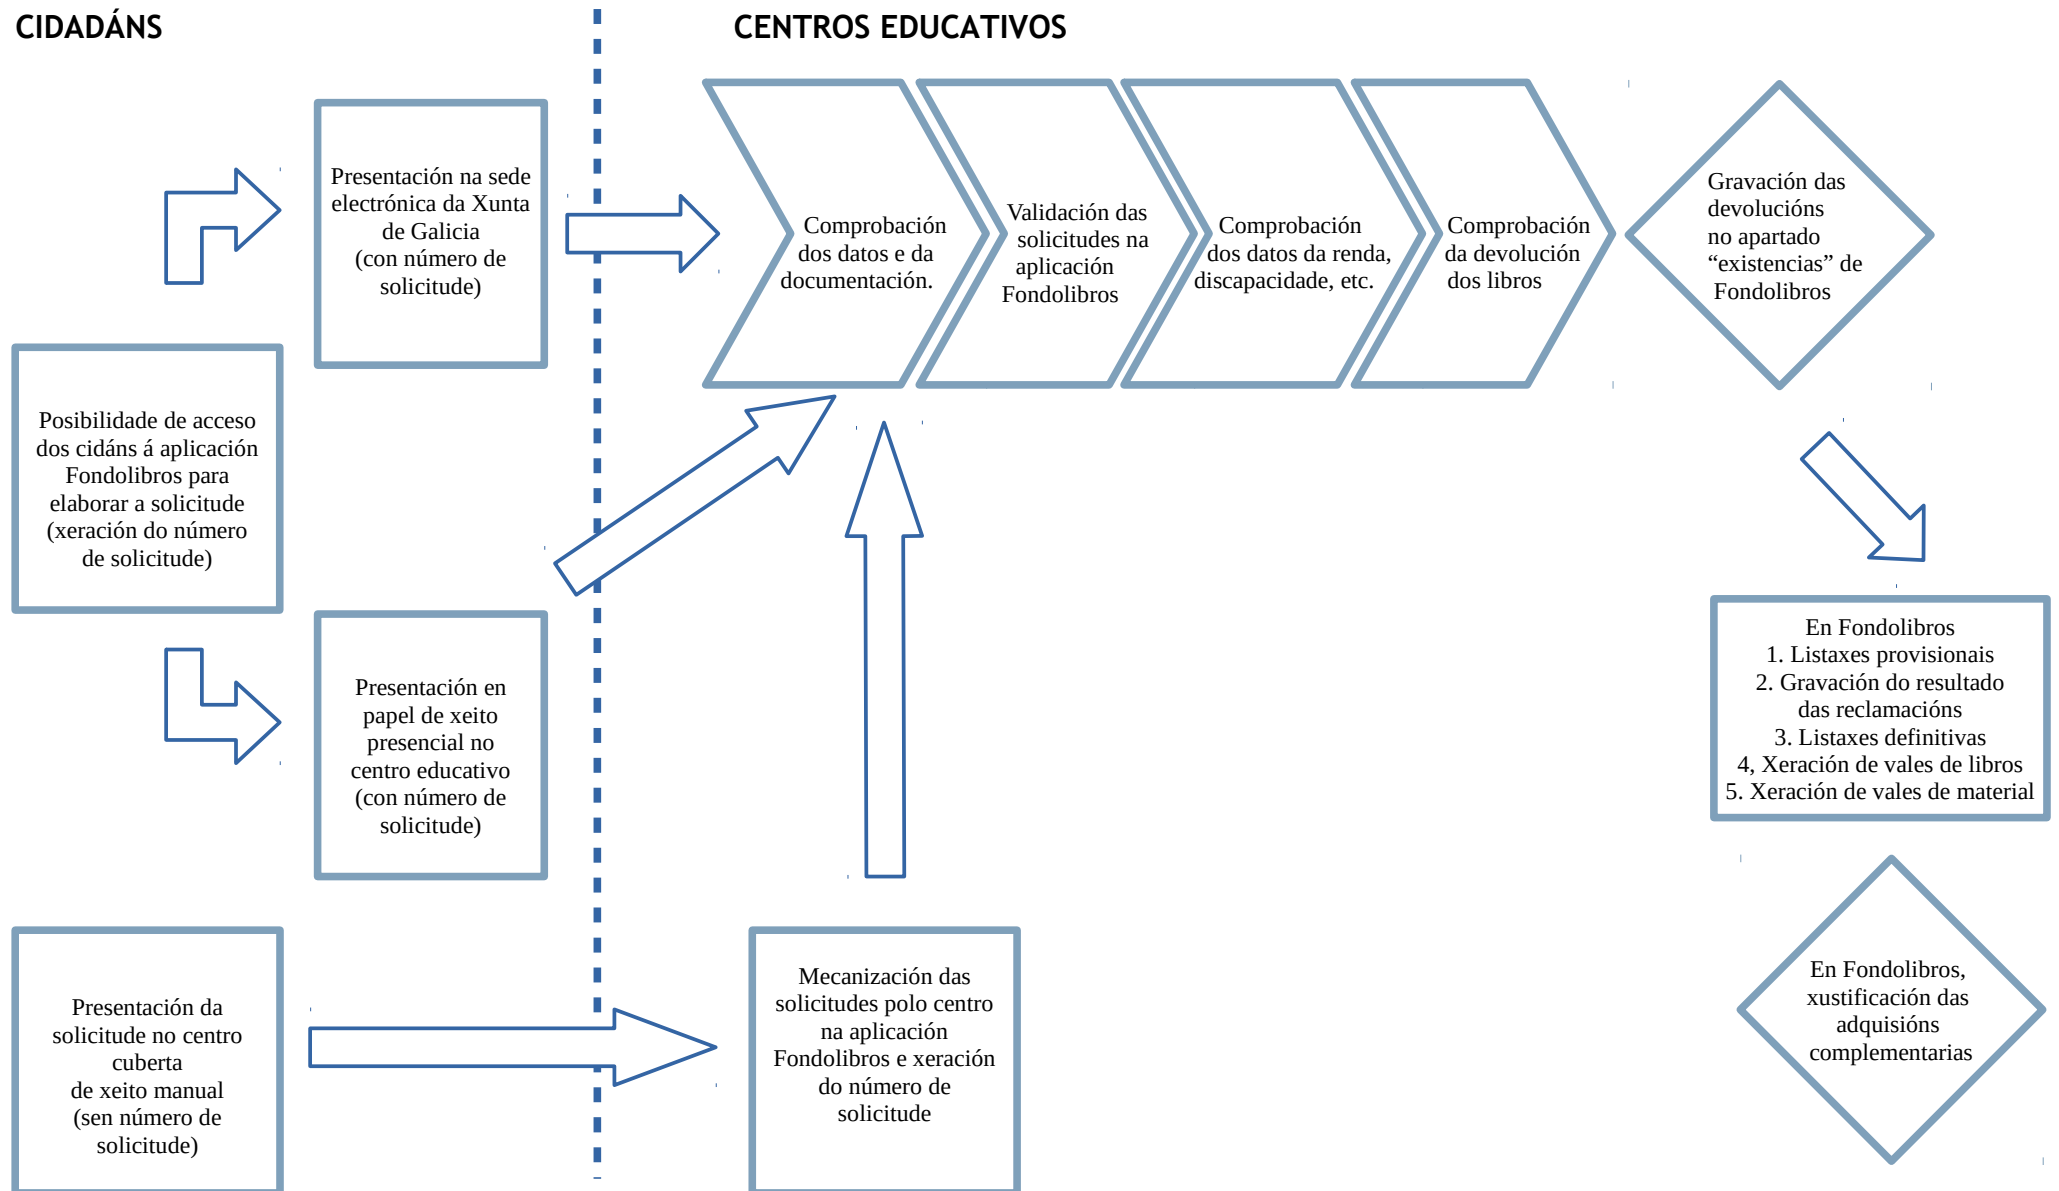 CIDADÁNS
CENTROS EDUCATIVOS
Presentación na sede
electrónica da Xunta
de Galicia
(con número de
solicitude)
Comprobación
dos datos e da
documentación.
Validación das
solicitudes na
aplicación
Fondolibros
Comprobación
dos datos da renda,
discapacidade, etc.
Comprobación
da devolución
dos libros
Gravación das
devolucións
no apartado
“existencias” de
Fondolibros
Posibilidade de acceso
dos cidáns á aplicación
Fondolibros para
elaborar a solicitude
(xeración do número
de solicitude)
Presentación en
papel de xeito
presencial no
centro educativo
(con número de
solicitude)
En Fondolibros
1. Listaxes provisionais
2. Gravación do resultado
das reclamacións
3. Listaxes definitivas
4, Xeración de vales de libros
5. Xeración de vales de material
Presentación da
solicitude no centro
cuberta
de xeito manual
(sen número de
solicitude)
Mecanización das
solicitudes polo centro
na aplicación
Fondolibros e xeración
do número de
solicitude
En Fondolibros,
xustificación das
adquisións
complementarias